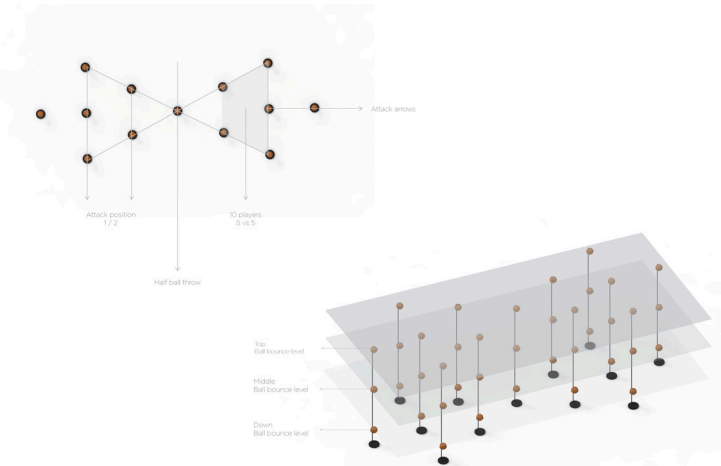 Attack arrows
Attack position
1 / 2
10 players
5 vs 5
Half ball throw
Top
Ball bounce level
Middle
Ball bounce level
Down
Ball bounce level